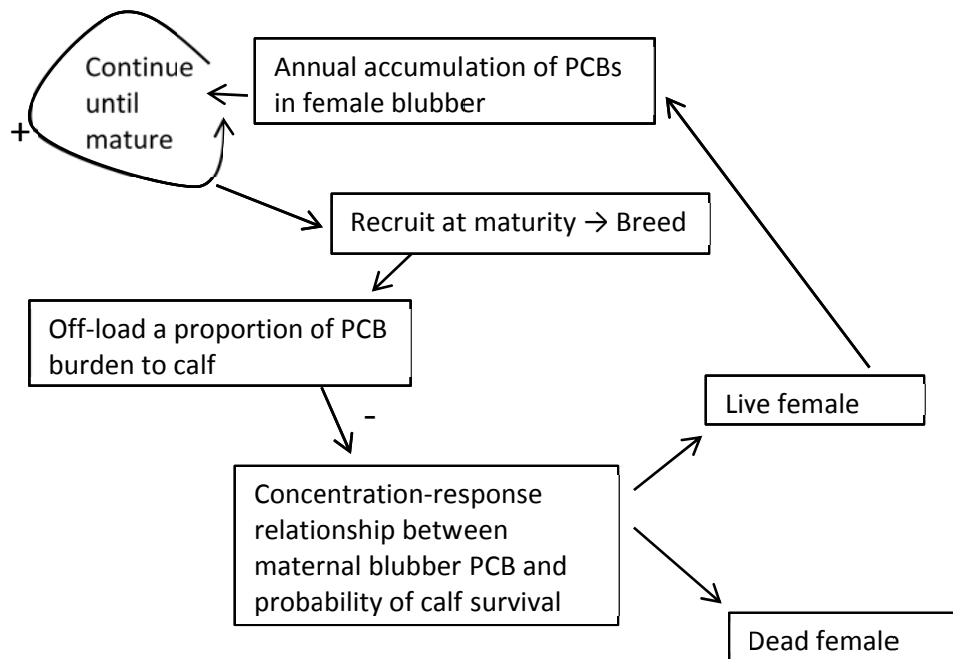 Continue
until
mature
+
Annual accumulation of PCBs
in female blubber
Recruit at maturity → Breed
Off-load a proportion of PCB
burden to calf
-
Live female
Concentration-response
relationship between
maternal blubber PCB and
probability of calf survival
Dead female